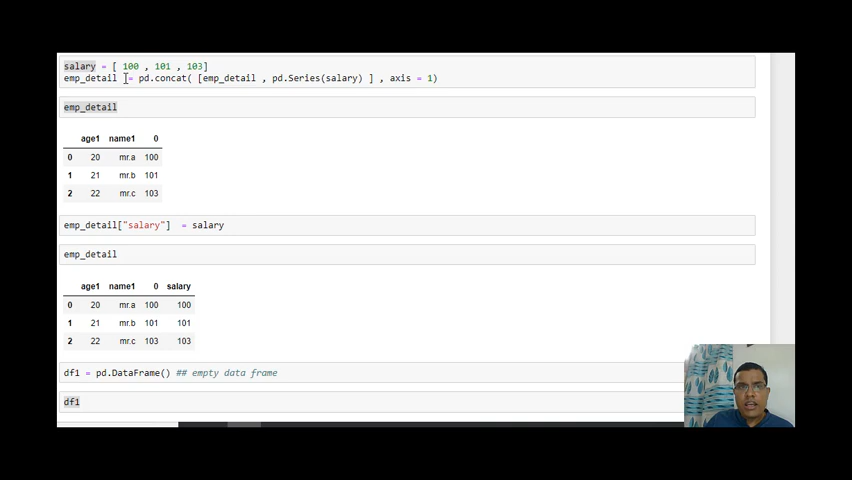 salary = [ 100 , 101 , 103]
emp_detail = pd.concat( [emp_detail , pd.Series(salary) ] , axis = 1)
emp_detail
age1 name1 0
0 20 mr.a 100
1 21 mr.b 101
2 22 mr.c 103
emp_detail["salary"] = salary
emp_detail
age1 name1 0 salary
0 20 mr.a 100 100
1 21 mr.b 101 101
2 22 mr.c 103 103
df1 = pd.DataFrame() ## empty data frame
df1